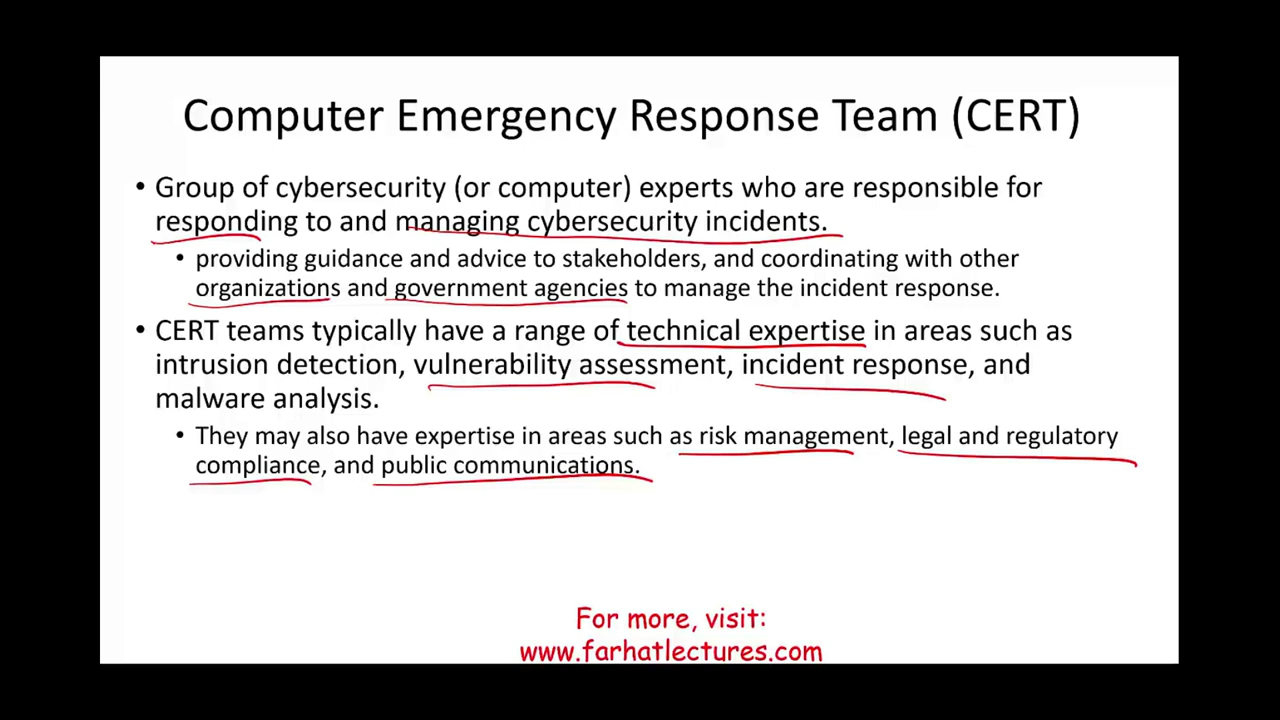 Computer Emergency Response Team (CERT)
• Group of cybersecurity (or computer) experts who are responsible for
responding to and managing cybersecurity incidents.
• providing guidance and advice to stakeholders, and coordinating with other
organizations and government agencies to manage the incident response.
• CERT teams typically have a range of technical expertise in areas such as
intrusion detection, vulnerability assessment, incident response, and
malware analysis.
• They may also have expertise in areas such as risk management, legal and regulatory
compliance, and public communications.
For more, visit:
www.farhatlectures.com